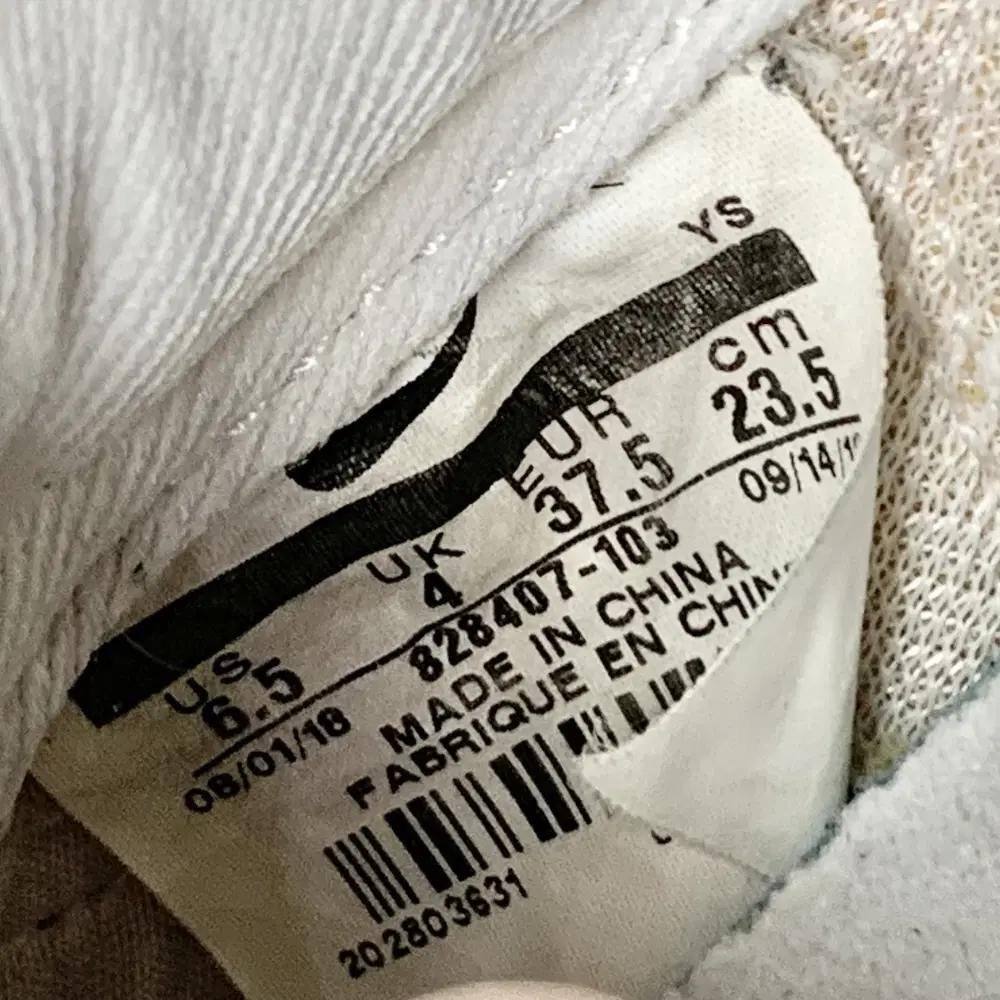 YS
US UK EUR cm
6.5 4 37.5 23.5
08/01/18 828407-103 09/14/1
MADE IN CHINA
FABRIQUE EN CHIN
202803631